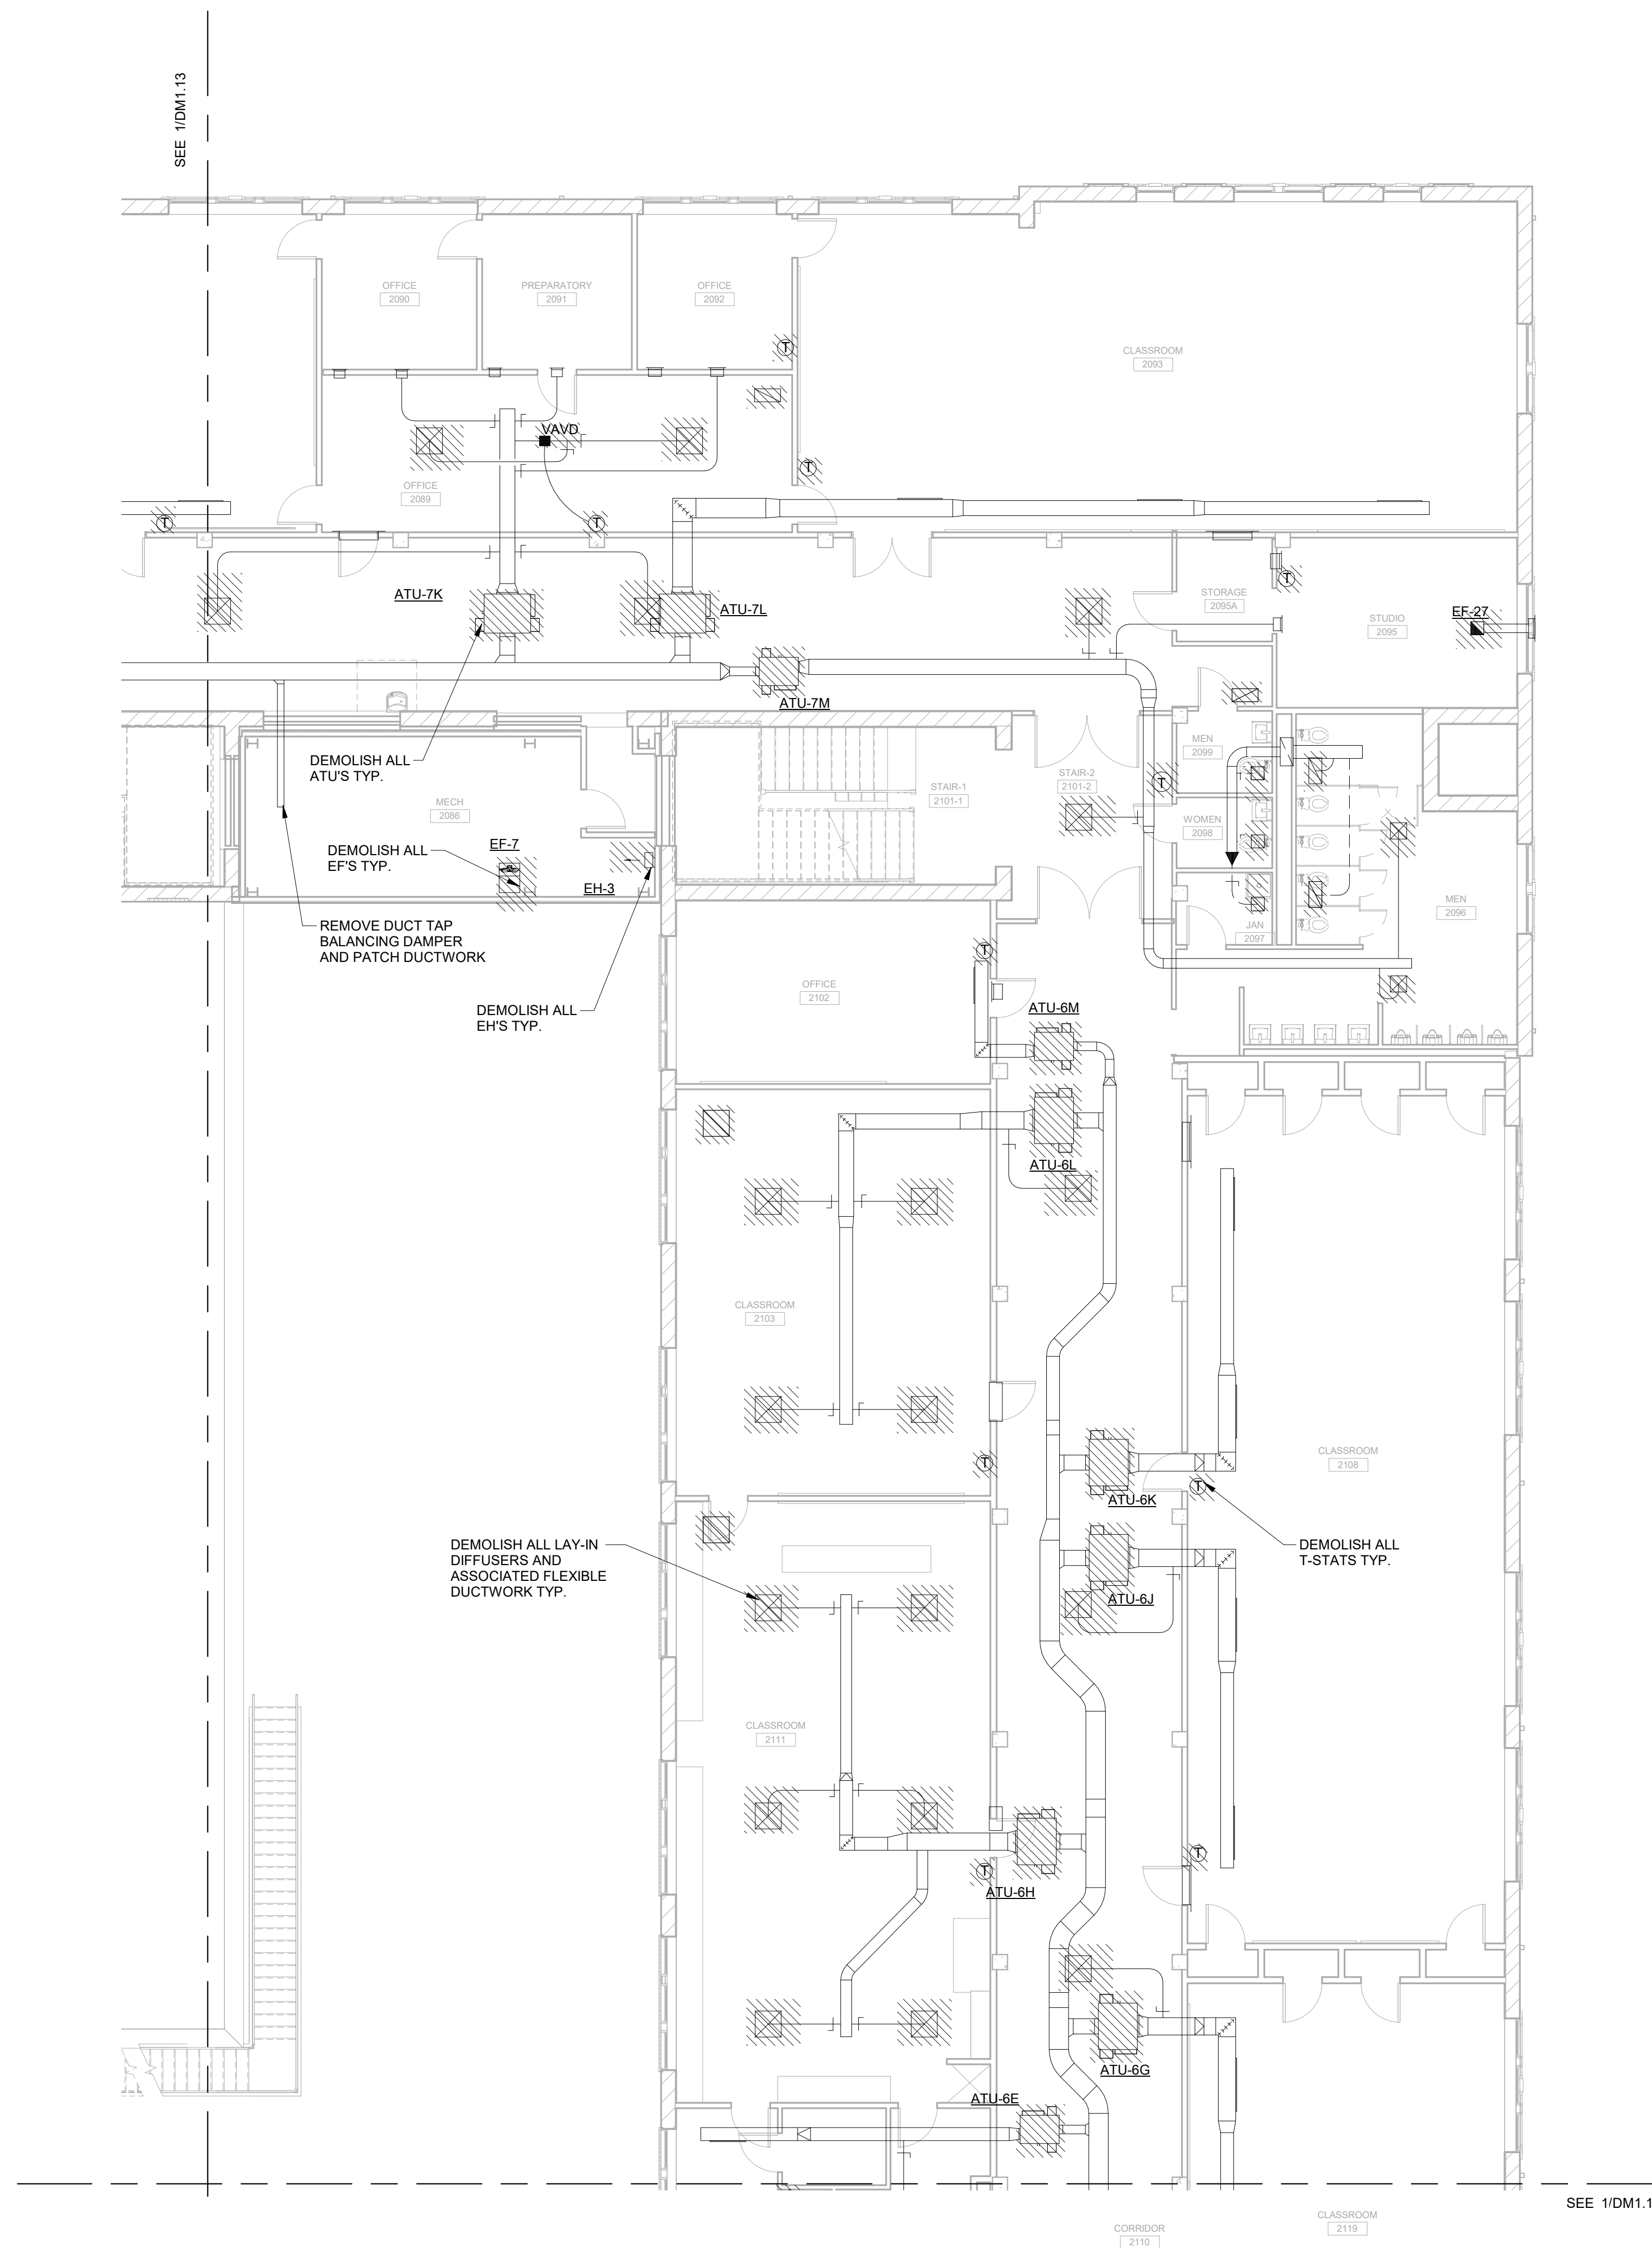 SEE 1/DM1.13
OFFICE
2090
PREPARATORY
2091
OFFICE
2092
T
CLASSROOM
2093
VAVD
T
OFFICE
2089
T
T
ATU-7K
ATU-7L
T
STORAGE
2095A
STUDIO
2095
EF-27
ATU-7M
DEMOLISH ALL
ATU'S TYP.
MEN
2099
STAIR-2
2101-2
T
STAIR-1
2101-1
MECH
2086
WOMEN
2098
EF-7
DEMOLISH ALL
EF'S TYP.
EH-3
MEN
2096
JAN
2097
REMOVE DUCT TAP
BALANCING DAMPER
AND PATCH DUCTWORK
T
OFFICE
2102
DEMOLISH ALL
EH'S TYP.
ATU-6M
ATU-6L
CLASSROOM
2103
CLASSROOM
2108
T
T
ATU-6K
DEMOLISH ALL LAY-IN
DIFFUSERS AND
ASSOCIATED FLEXIBLE
DUCTWORK TYP.
DEMOLISH ALL
T-STATS TYP.
ATU-6J
CLASSROOM
2111
T
T
ATU-6H
ATU-6G
ATU-6E
SEE 1/DM1.1
CLASSROOM
2119
CORRIDOR
2110